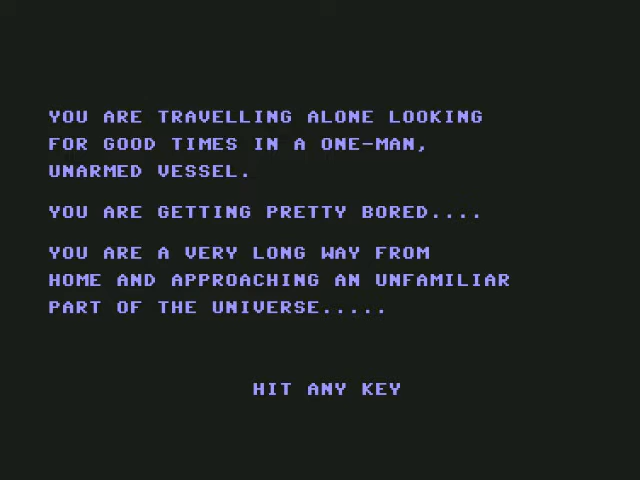 YOU ARE TRAVELLING ALONE LOOKING
FOR GOOD TIMES IN A ONE-MAN,
UNARMED VESSEL.
YOU ARE GETTING PRETTY BORED....
YOU ARE A VERY LONG WAY FROM
HOME AND APPROACHING AN UNFAMILIAR
PART OF THE UNIVERSE.....
HIT ANY KEY